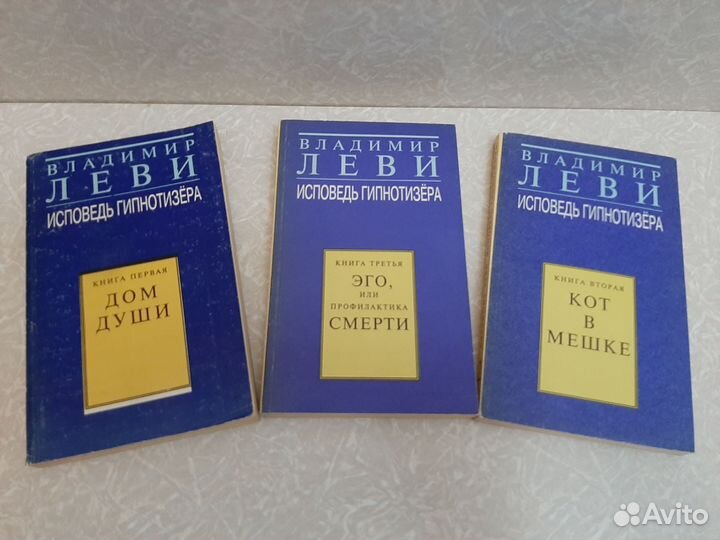 ВЛАДИМИР
ЛЕВИ
ИСПОВЕДЬ ГИПНОТИЗЁРА
КНИГА ПЕРВАЯ
ДОМ
ДУШИ
ВЛАДИМИР
ЛЕВИ
ИСПОВЕДЬ ГИПНОТИЗЁРА
КНИГА ТРЕТЬЯ
ЭГО,
ИЛИ
ПРОФИЛАКТИКА
СМЕРТИ
ВЛАДИМИР
ЛЕВИ
ИСПОВЕДЬ ГИПНОТИЗЁРА
КНИГА ВТОРАЯ
КОТ
В
МЕШКЕ
Avito